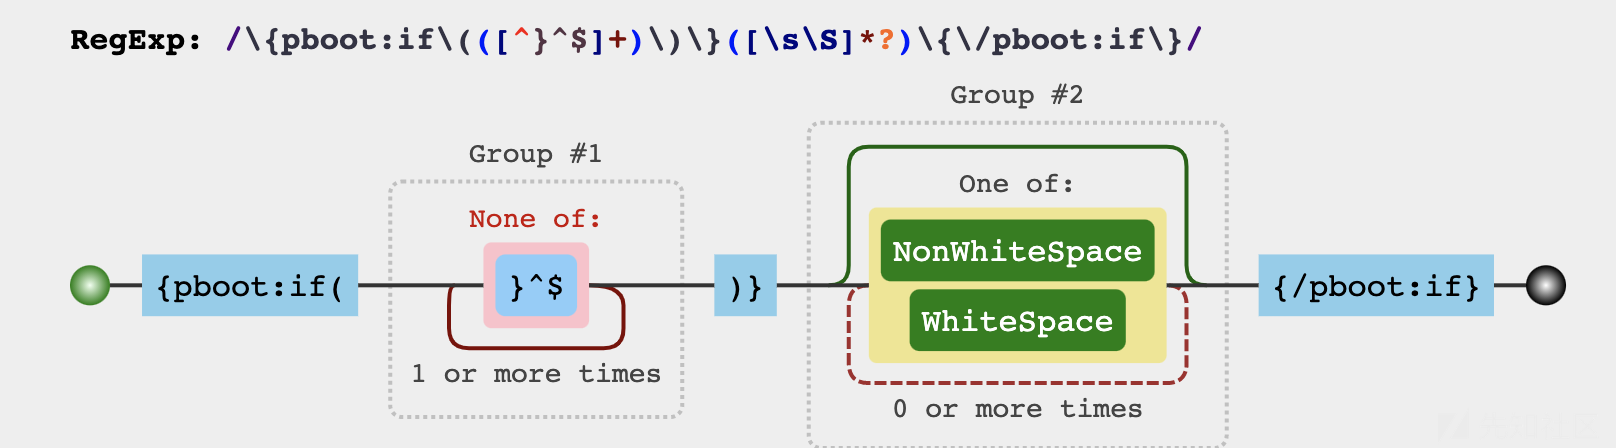 RegExp: /\{pboot:if\(([^}^$]+)\)\}([\s\S]*?)\{\/pboot:if\}/
Group #2
Group #1
One of:
None of:
NonWhiteSpace
{pboot:if(
}^$
)}
{/pboot:if}
WhiteSpace
1 or more times
0 or more times